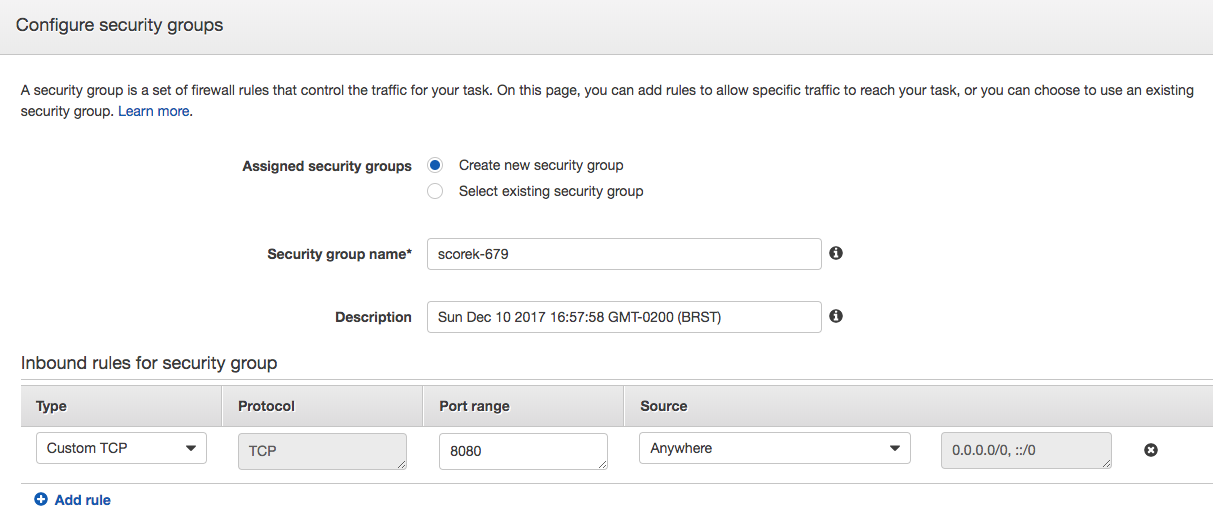 Configure security groups
A security group is a set of firewall rules that control the traffic for your task. On this page, you can add rules to allow specific traffic to reach your task, or you can choose to use an existing
security group. Learn more.
Assigned security groups Create new security group
Select existing security group
Security group name* scorek-679
Description Sun Dec 10 2017 16:57:58 GMT-0200 (BRST)
Inbound rules for security group
Type Protocol Port range Source
Custom TCP TCP 8080 Anywhere 0.0.0.0/0, ::/0
Add rule